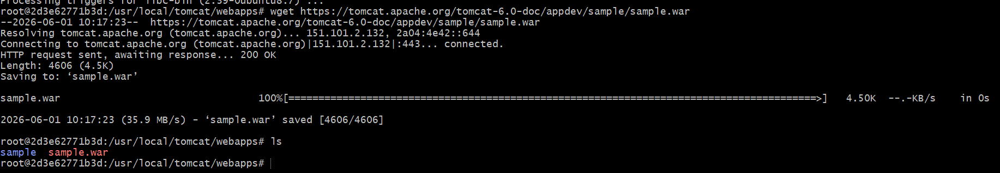 Processing triggers for libc-bin (2.39-0ubuntu8.7) ...
root@2d3e62771b3d:/usr/local/tomcat/webapps# wget https://tomcat.apache.org/tomcat-6.0-doc/appdev/sample/sample.war
--2026-06-01 10:17:23--  https://tomcat.apache.org/tomcat-6.0-doc/appdev/sample/sample.war
Resolving tomcat.apache.org (tomcat.apache.org)... 151.101.2.132, 2a04:4e42::644
Connecting to tomcat.apache.org (tomcat.apache.org)|151.101.2.132|:443... connected.
HTTP request sent, awaiting response... 200 OK
Length: 4606 (4.5K)
Saving to: ‘sample.war’
sample.war 100%[========================================================================================>] 4.50K --.-KB/s in 0s
2026-06-01 10:17:23 (35.9 MB/s) - ‘sample.war’ saved [4606/4606]
root@2d3e62771b3d:/usr/local/tomcat/webapps# ls
sample  sample.war
root@2d3e62771b3d:/usr/local/tomcat/webapps#